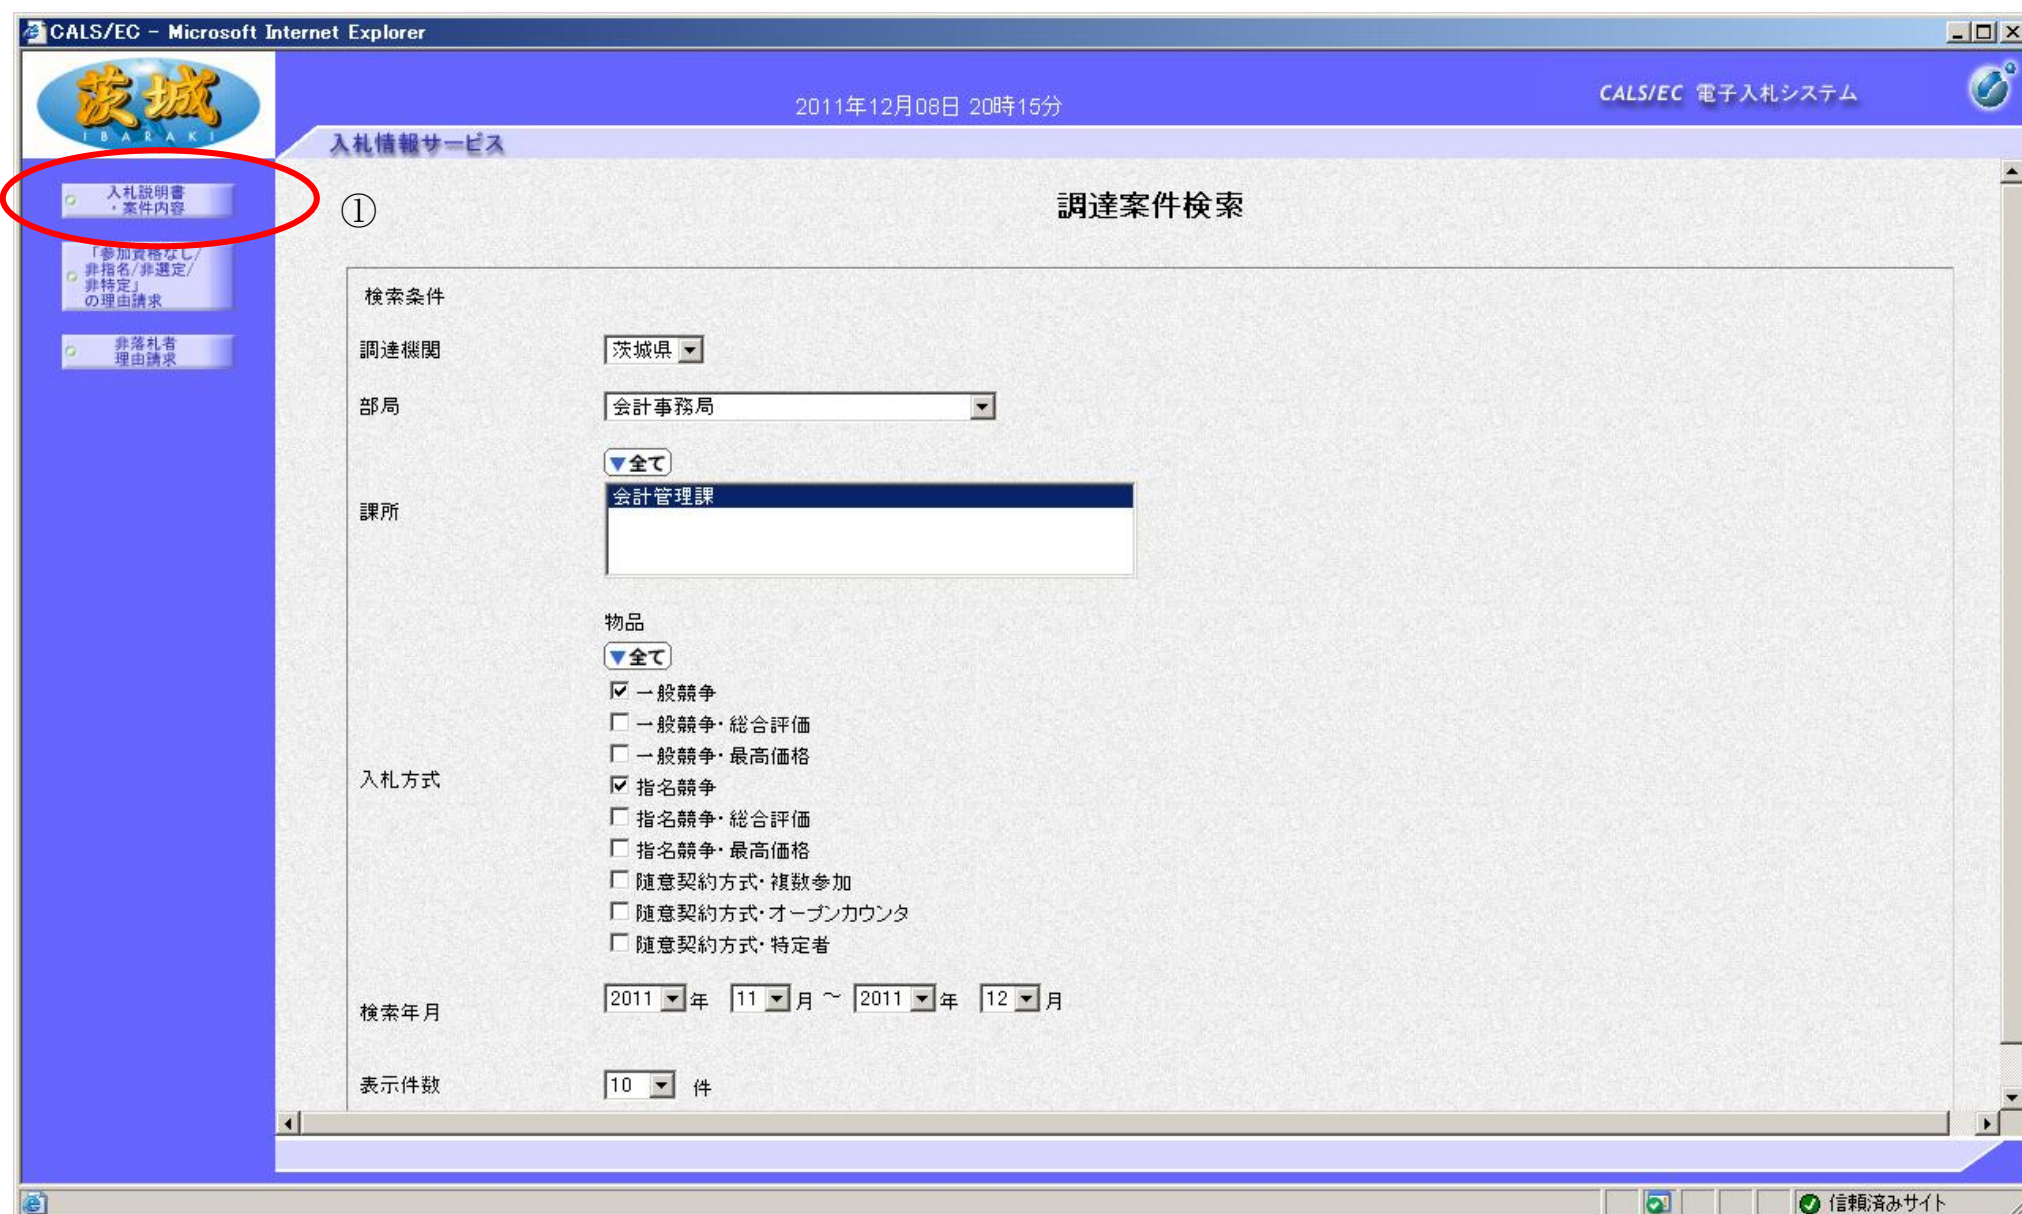 CALS/EC - Microsoft Internet Explorer
茨城
IBARAKI
2011年12月08日 20時15分
CALS/EC 電子入札システム
入札情報サービス
入札説明書
・案件内容
「参加資格なし/
非指名/非選定/
非特定」
の理由請求
非落札者
理由請求
①
調達案件検索
検索条件
調達機関 茨城県
部局 会計事務局
▼全て
課所 会計管理課
物品
▼全て
入札方式
一般競争
一般競争・総合評価
一般競争・最高価格
指名競争
指名競争・総合評価
指名競争・最高価格
随意契約方式・複数参加
随意契約方式・オープンカウンタ
随意契約方式・特定者
検索年月 2011 年 11 月 ～ 2011 年 12 月
表示件数 10 件
信頼済みサイト